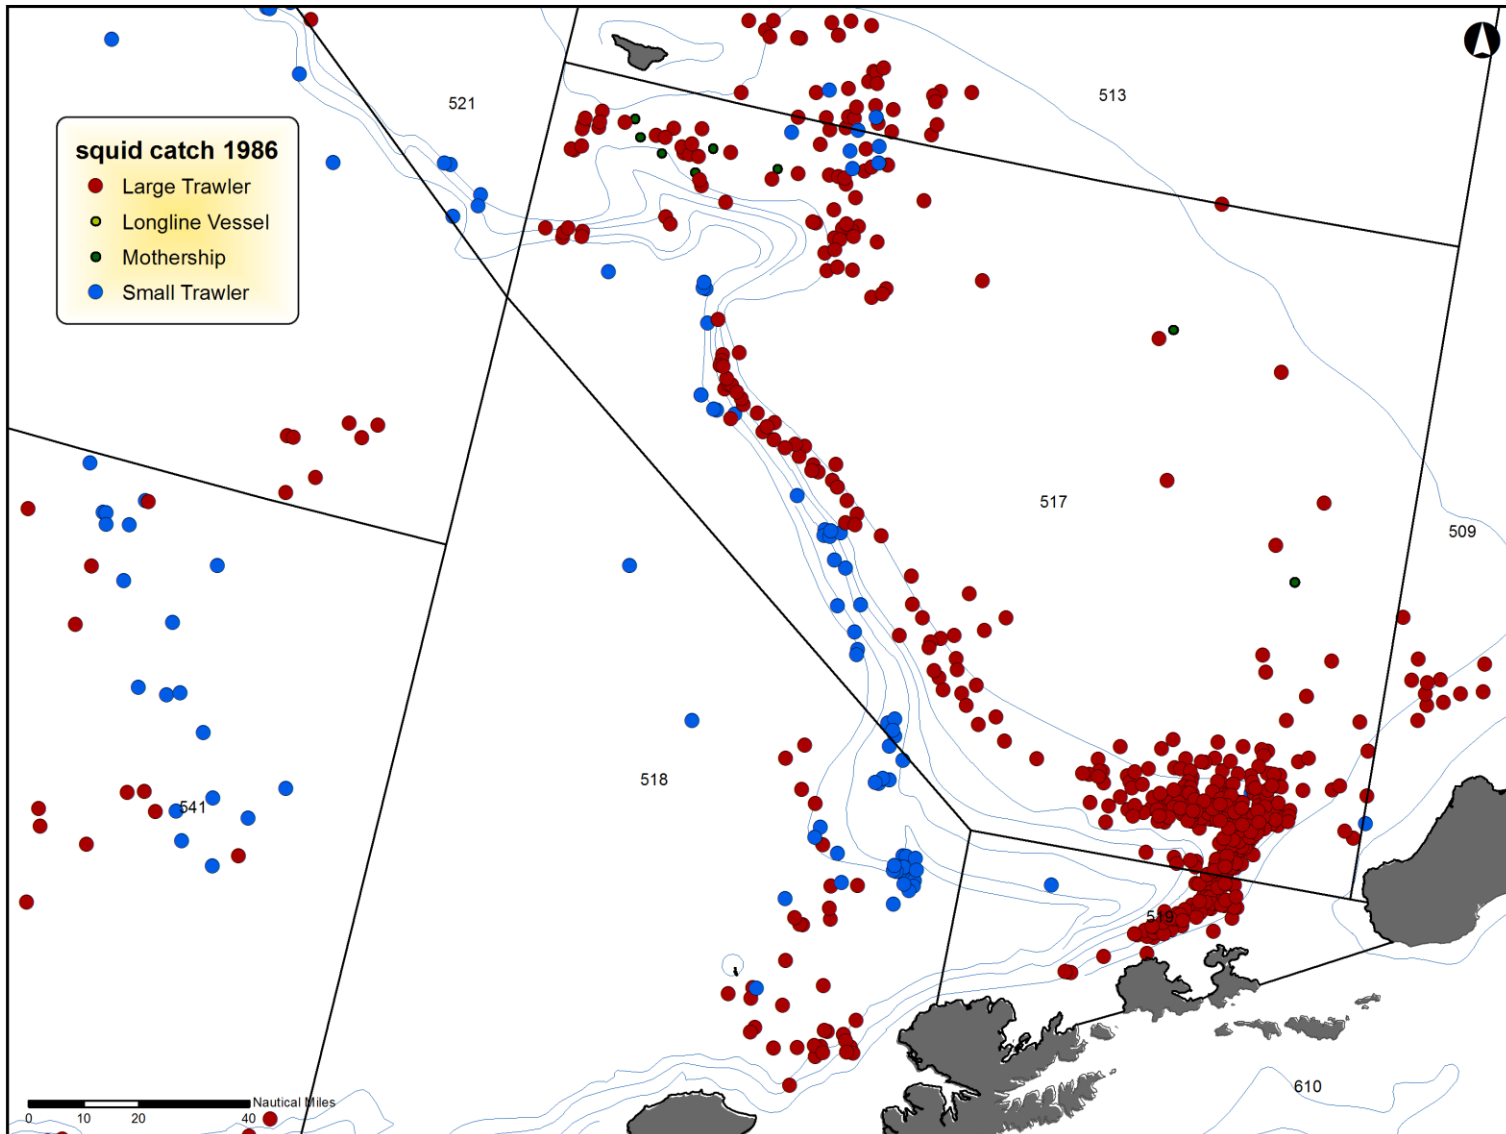 513
521
squid catch 1986
Large Trawler
Longline Vessel
Mothership
Small Trawler
517
509
518
541
519
610
Nautical Miles
0 10 20 40